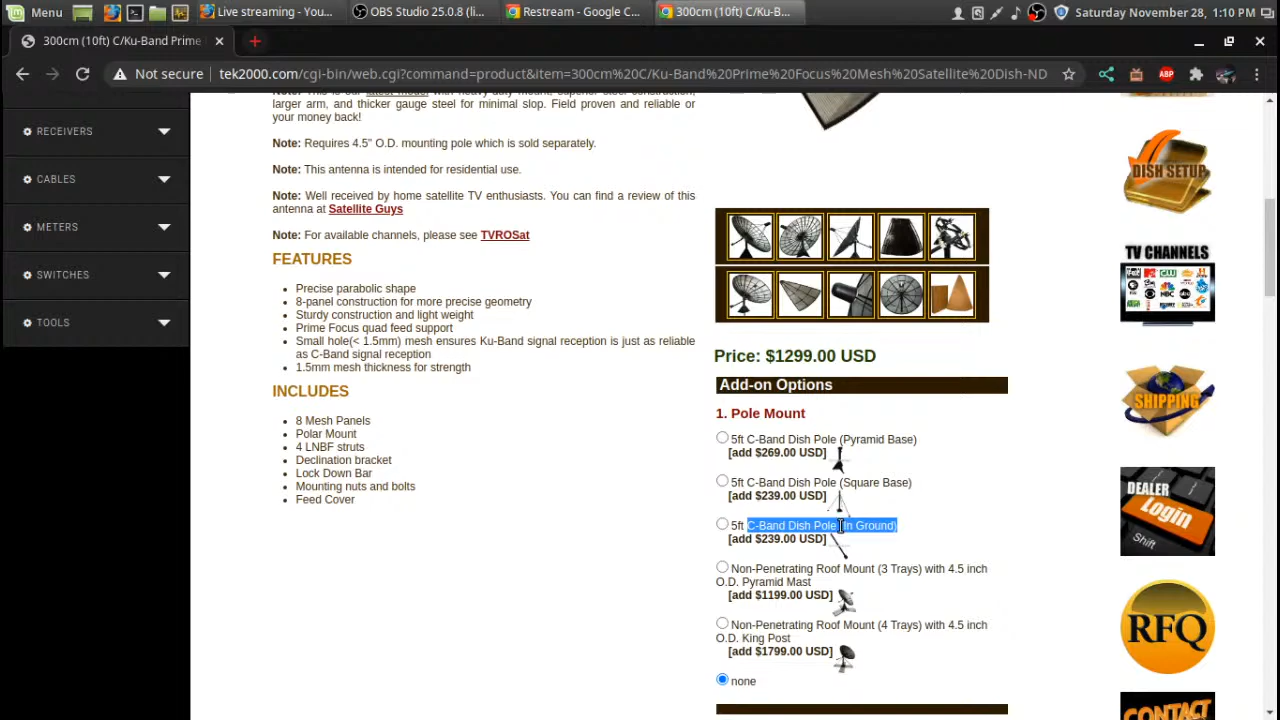 Menu
Live streaming - You...
OBS Studio 25.0.8 (li...
Restream - Google C...
300cm (10ft) C/Ku-B...
Saturday November 28, 1:10 PM
300cm (10ft) C/Ku-Band Prime
Not secure
tek2000.com/cgi-bin/web.cgi?command=product&item=300cm%20C/Ku-Band%20Prime%20Focus%20Mesh%20Satellite%20Dish-ND
ABP
RECEIVERS
CABLES
METERS
SWITCHES
TOOLS
larger arm, and thicker gauge steel for minimal slop. Field proven and reliable or
your money back!
Note: Requires 4.5" O.D. mounting pole which is sold separately.
Note: This antenna is intended for residential use.
Note: Well received by home satellite TV enthusiasts. You can find a review of this
antenna at Satellite Guys
Note: For available channels, please see TVROSat
FEATURES
Precise parabolic shape
8-panel construction for more precise geometry
Sturdy construction and light weight
Prime Focus quad feed support
Small hole(< 1.5mm) mesh ensures Ku-Band signal reception is just as reliable
as C-Band signal reception
1.5mm mesh thickness for strength
INCLUDES
8 Mesh Panels
Polar Mount
4 LNBF struts
Declination bracket
Lock Down Bar
Mounting nuts and bolts
Feed Cover
Price: $1299.00 USD
Add-on Options
1. Pole Mount
5ft C-Band Dish Pole (Pyramid Base)
[add $269.00 USD]
5ft C-Band Dish Pole (Square Base)
[add $239.00 USD]
5ft C-Band Dish Pole (In Ground)
[add $239.00 USD]
Non-Penetrating Roof Mount (3 Trays) with 4.5 inch
O.D. Pyramid Mast
[add $1199.00 USD]
Non-Penetrating Roof Mount (4 Trays) with 4.5 inch
O.D. King Post
[add $1799.00 USD]
none
DISH SETUP
TV CHANNELS
SHIPPING
DEALER
Login
Shift
RFQ
CONTACT